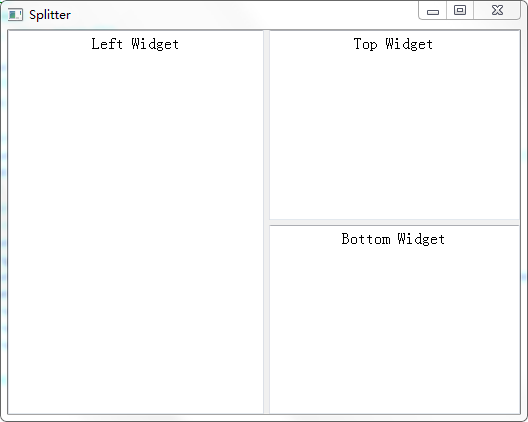 Splitter
Left Widget
Top Widget
Bottom Widget